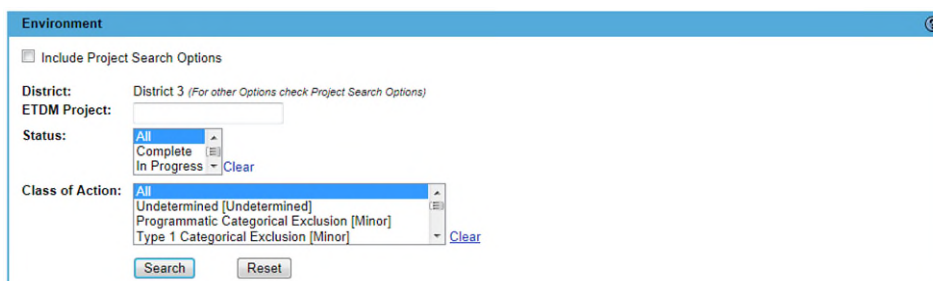 Environment
Include Project Search Options
District: District 3 (For other Options check Project Search Options)
ETDM Project:
Status: All
Complete
In Progress Clear
Class of Action: All
Undetermined [Undetermined]
Programmatic Categorical Exclusion [Minor]
Type 1 Categorical Exclusion [Minor] Clear
Search Reset